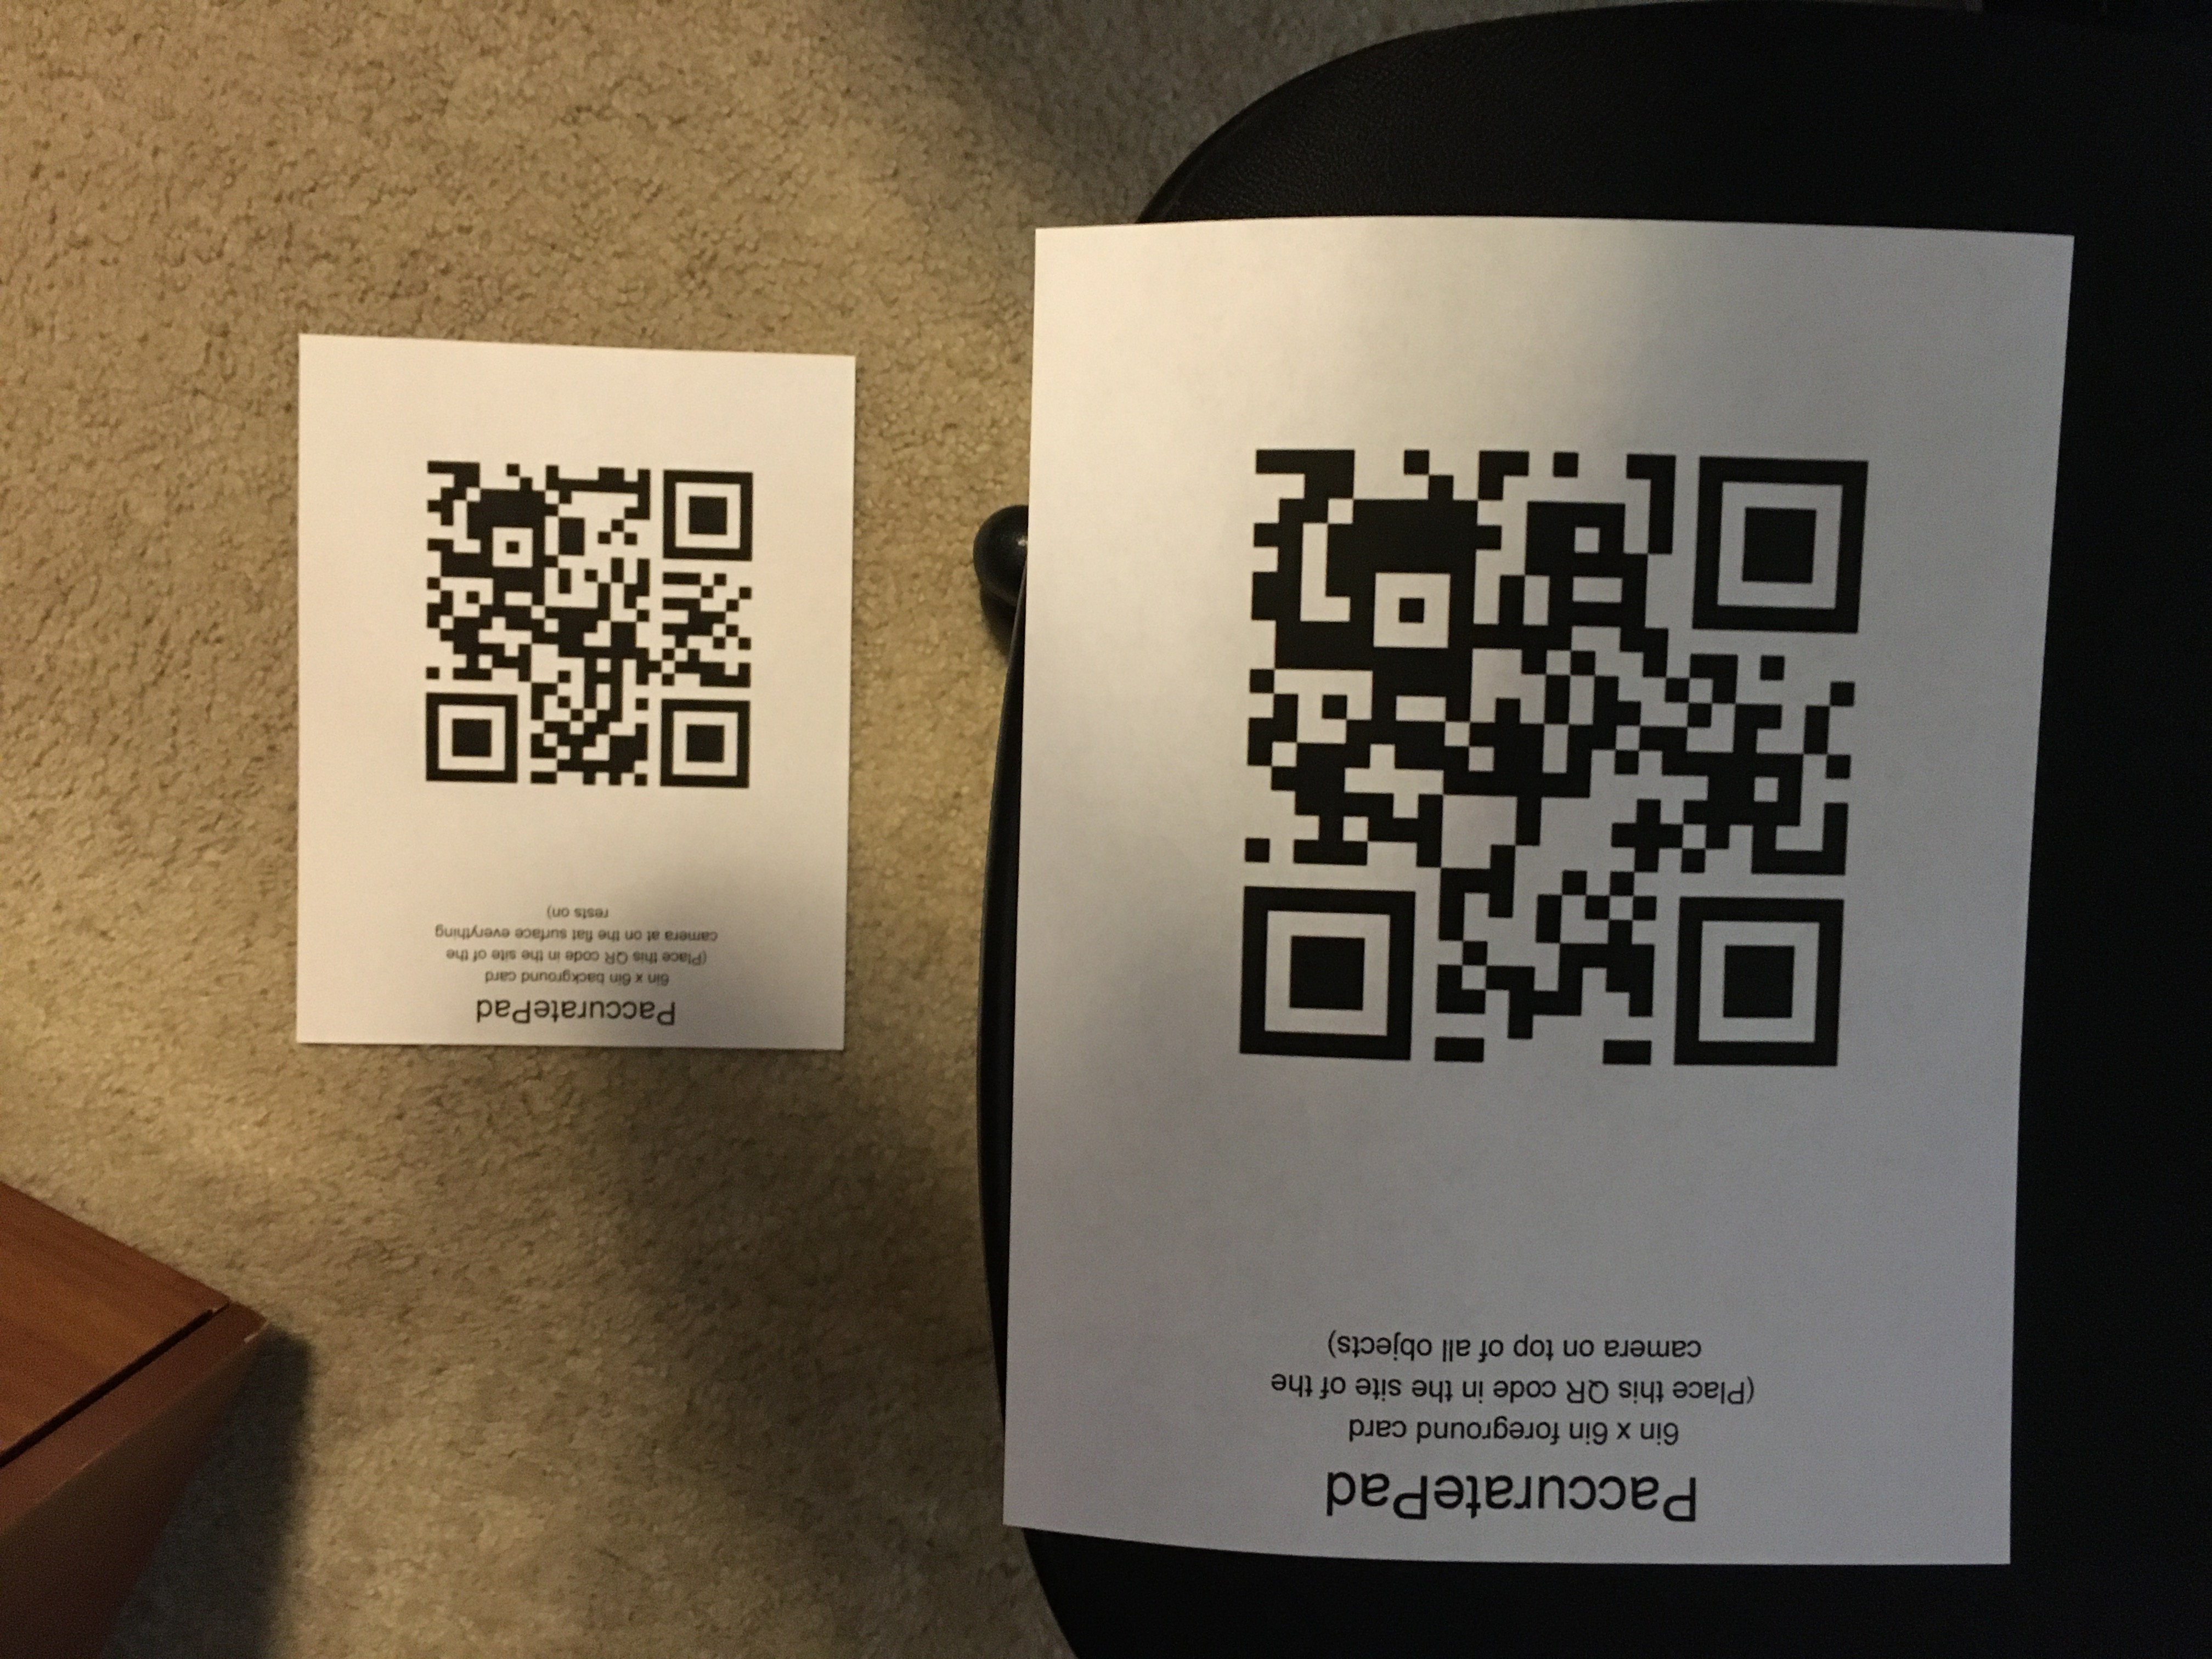 PaccuratePad
6in x 6in background card
(Place this QR code in the site of the
camera at on the flat surface everything
rests on)
PaccuratePad
6in x 6in foreground card
(Place this QR code in the site of the
camera on top of all objects)